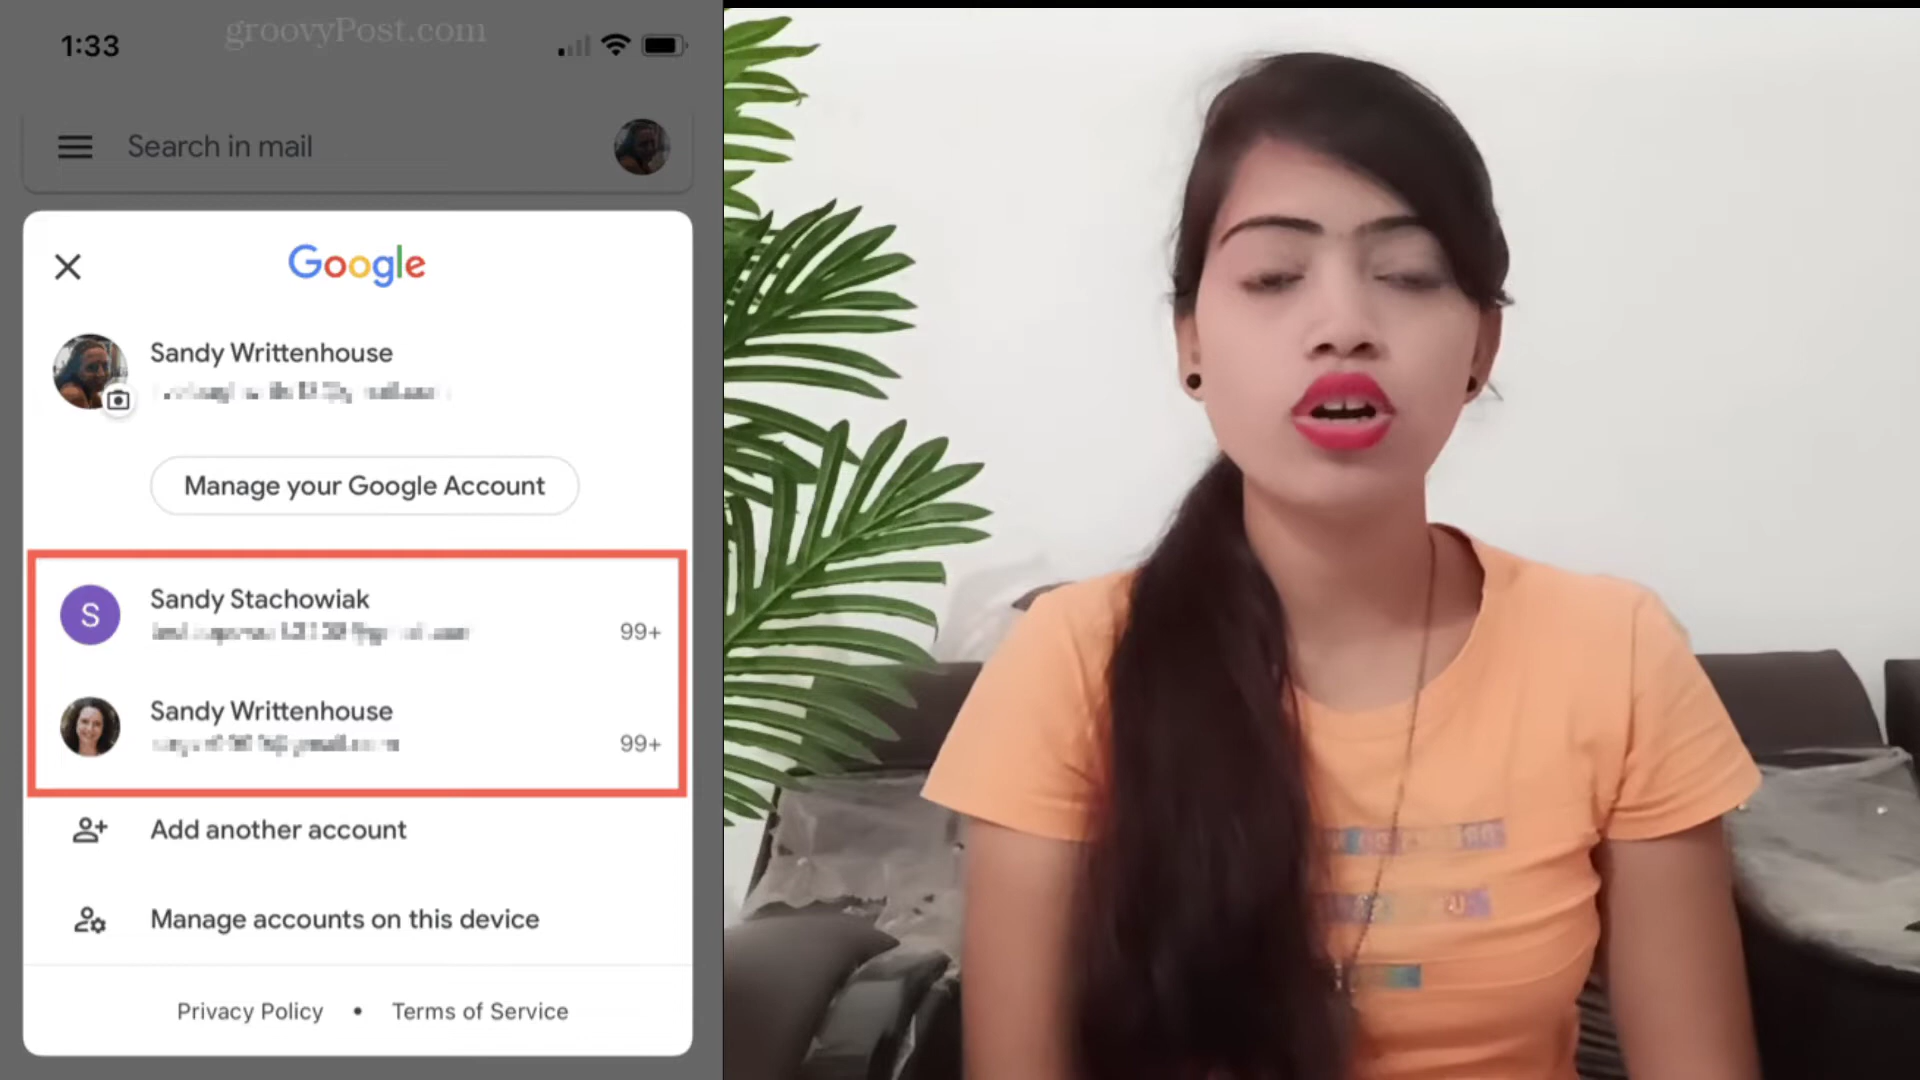 groovyPost.com
1:33
Search in mail
Google
Sandy Writtenhouse
Manage your Google Account
S
Sandy Stachowiak
99+
Sandy Writtenhouse
99+
Add another account
Manage accounts on this device
Privacy Policy • Terms of Service